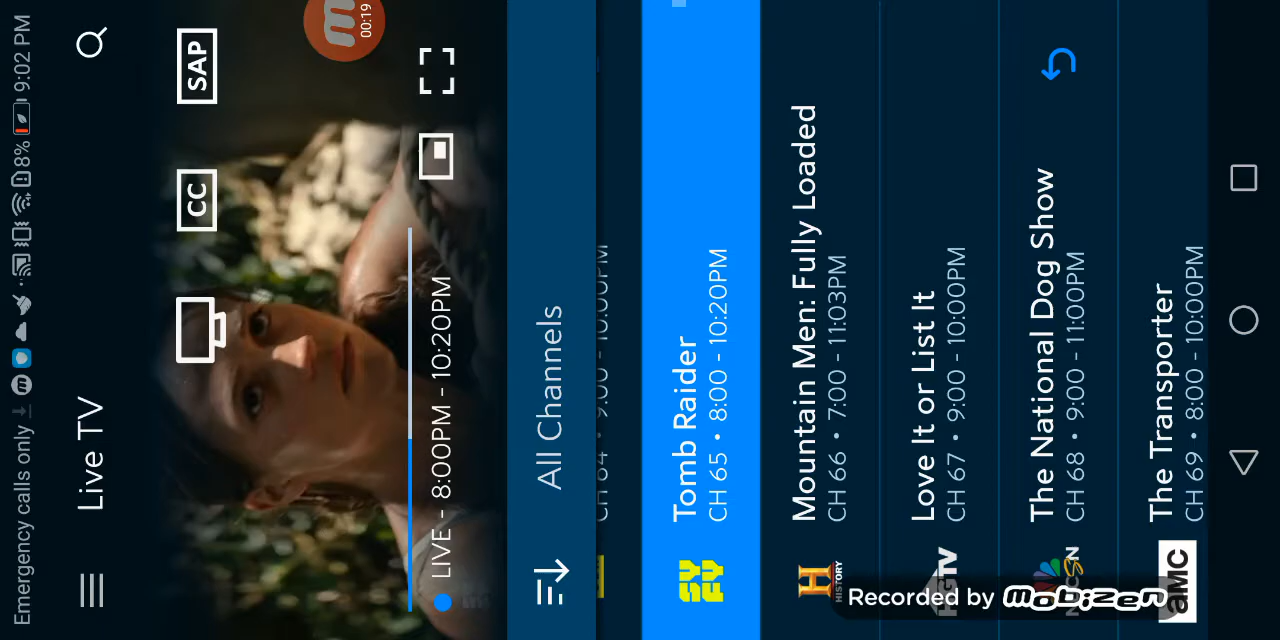 Emergency calls only
8%
9:02 PM
Live TV
CC
SAP
00:19
LIVE - 8:00PM - 10:20PM
All Channels
SYFY
Tomb Raider
CH 65 • 8:00 - 10:20PM
HISTORY
Mountain Men: Fully Loaded
CH 66 • 7:00 - 11:03PM
HGTV
Love It or List It
CH 67 • 9:00 - 10:00PM
The National Dog Show
CH 68 • 9:00 - 11:00PM
aMC
The Transporter
CH 69 • 8:00 - 10:00PM
Recorded by mobizen